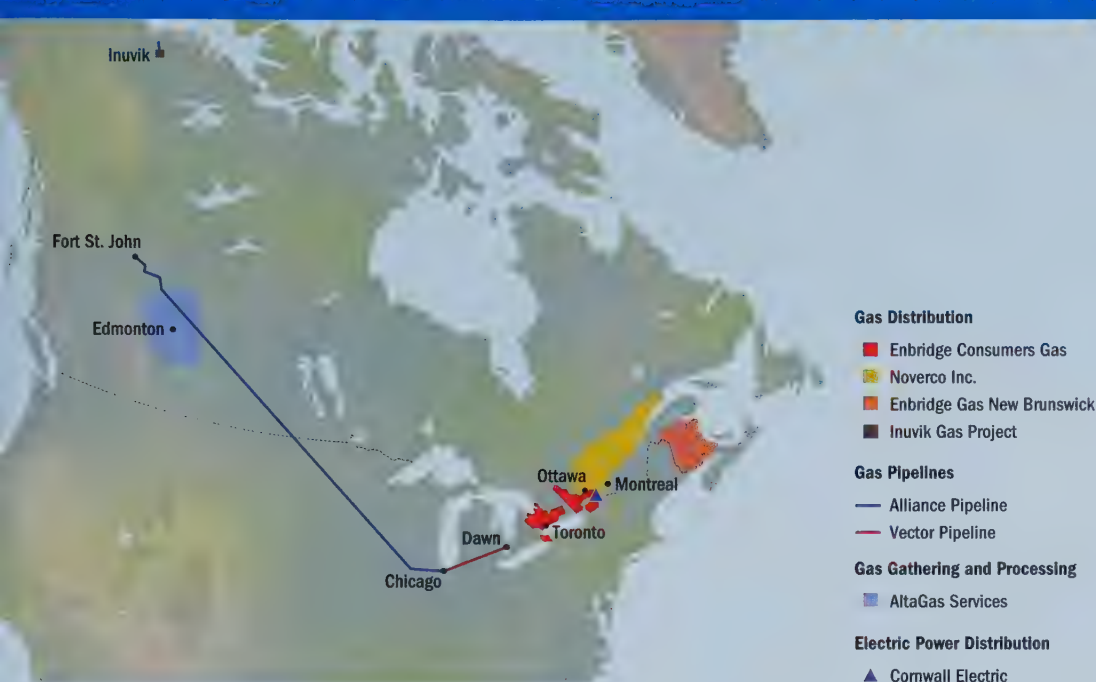 Inuvik
Fort St. John
Edmonton
Ottawa
Montreal
Toronto
Dawn
Chicago
Gas Distribution
Enbridge Consumers Gas
Noverco Inc.
Enbridge Gas New Brunswick
Inuvik Gas Project
Gas Pipelines
Alliance Pipeline
Vector Pipeline
Gas Gathering and Processing
AltaGas Services
Electric Power Distribution
Cornwall Electric